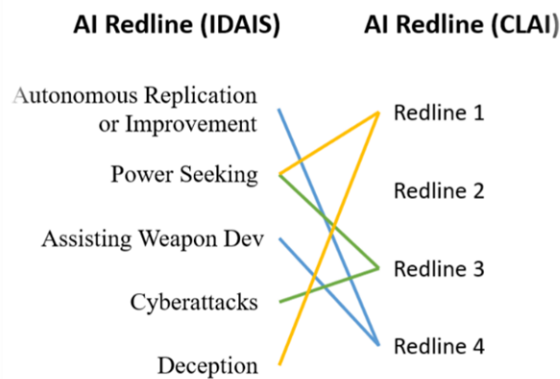 AI Redline (IDAIS)
AI Redline (CLAI)
Autonomous Replication
or Improvement
Power Seeking
Assisting Weapon Dev
Cyberattacks
Deception
Redline 1
Redline 2
Redline 3
Redline 4